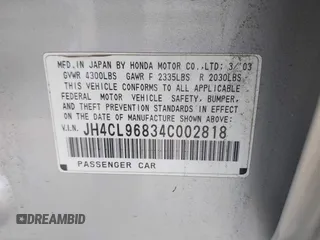 MFD. IN JAPAN BY HONDA MOTOR CO.,LTD: 3/'03
GVWR 4300LBS GAWR F 2335LBS R 2030LBS
THIS VEHICLE CONFORMS TO ALL APPLICABLE
FEDERAL MOTOR VEHICLE SAFETY, BUMPER,
AND THEFT PREVENTION STANDARDS IN
EFFECT ON THE DATE OF MANUFACTURE
SHOWN ABOVE.
V.I.N. JH4CL96834C002818
PASSENGER CAR
DREAMBID